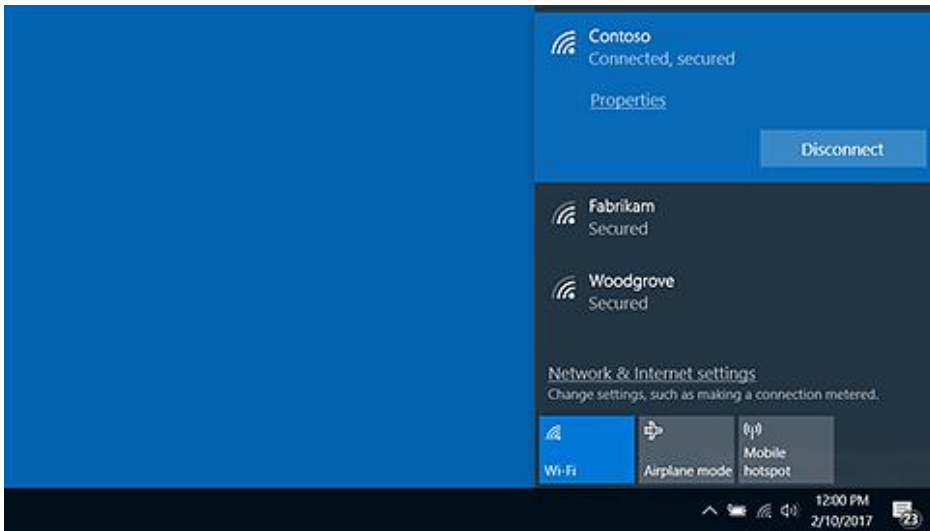 Contoso
Connected, secured
Properties
Disconnect
Fabrikam
Secured
Woodgrove
Secured
Network & Internet settings
Change settings, such as making a connection metered.
Wi-Fi
Airplane mode
Mobile
hotspot
12:00 PM
2/10/2017
23